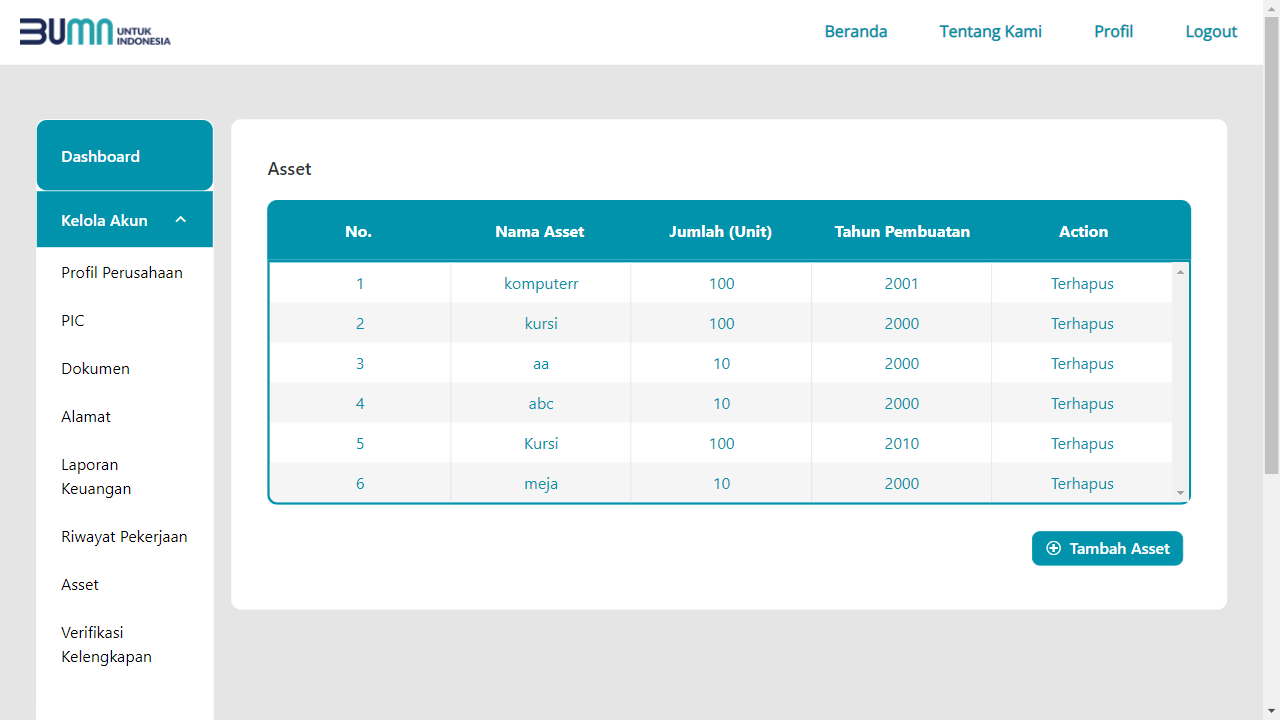 BUMN UNTUK
INDONESIA
Beranda Tentang Kami Profil Logout
Dashboard
Kelola Akun
Profil Perusahaan
PIC
Dokumen
Alamat
Laporan
Keuangan
Riwayat Pekerjaan
Asset
Verifikasi
Kelengkapan
Asset
No. Nama Asset Jumlah (Unit) Tahun Pembuatan Action
1 komputerr 100 2001 Terhapus
2 kursi 100 2000 Terhapus
3 aa 10 2000 Terhapus
4 abc 10 2000 Terhapus
5 Kursi 100 2010 Terhapus
6 meja 10 2000 Terhapus
Tambah Asset